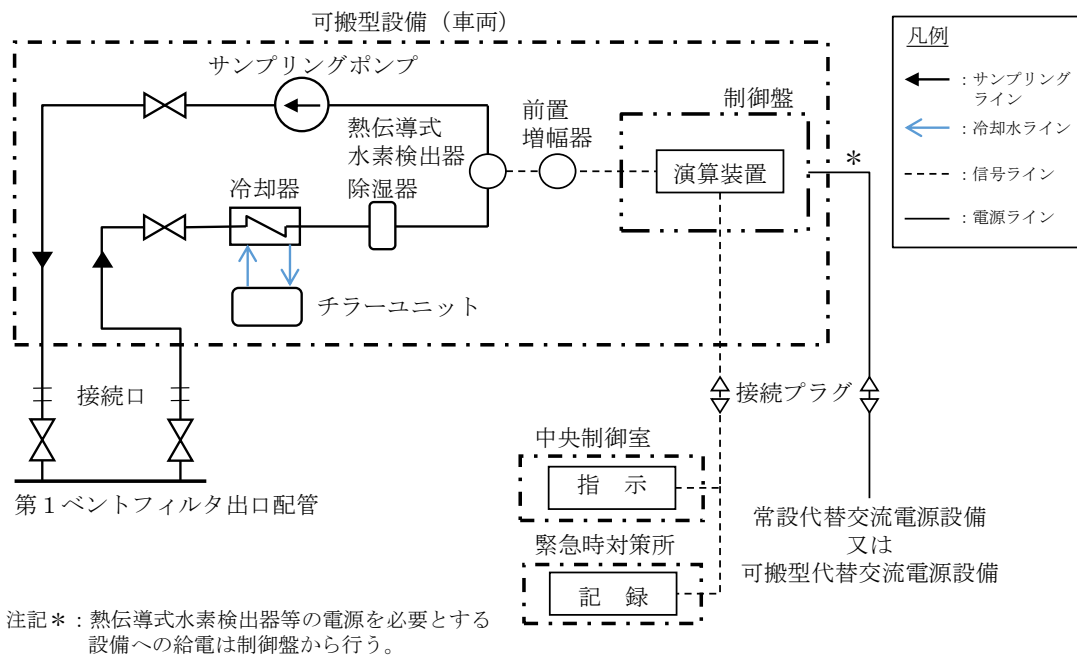 可搬型設備（車両）
サンプリングポンプ
熱伝導式
水素検出器
前置
増幅器
制御盤
演算装置
＊
冷却器
除湿器
チラーユニット
接続口
第１ベントフィルタ出口配管
接続プラグ
中央制御室
指　示
緊急時対策所
記　録
常設代替交流電源設備
又は
可搬型代替交流電源設備
凡例
：サンプリング
ライン
：冷却水ライン
：信号ライン
：電源ライン
注記＊：熱伝導式水素検出器等の電源を必要とする
設備への給電は制御盤から行う。